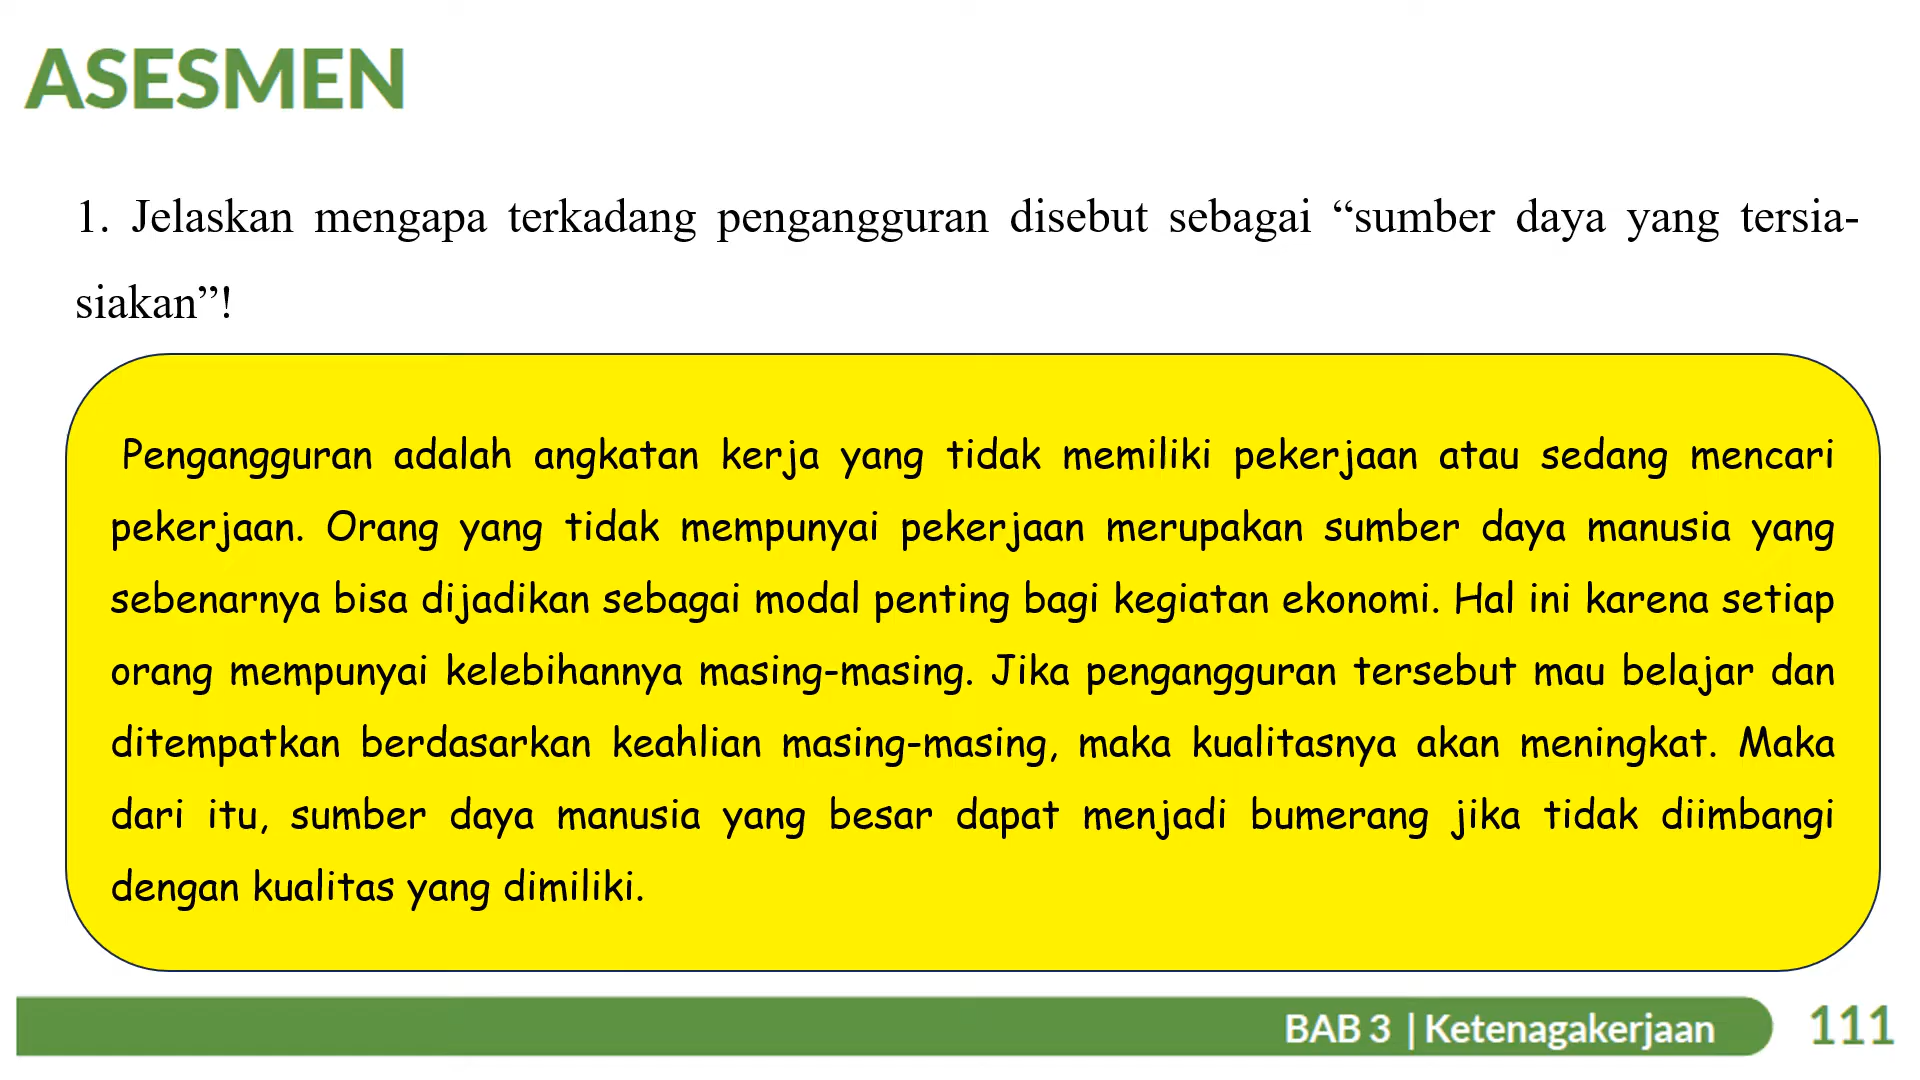 ASESMEN
1. Jelaskan mengapa terkadang pengangguran disebut sebagai “sumber daya yang tersia-
siakan”!
Pengangguran adalah angkatan kerja yang tidak memiliki pekerjaan atau sedang mencari
pekerjaan. Orang yang tidak mempunyai pekerjaan merupakan sumber daya manusia yang
sebenarnya bisa dijadikan sebagai modal penting bagi kegiatan ekonomi. Hal ini karena setiap
orang mempunyai kelebihannya masing-masing. Jika pengangguran tersebut mau belajar dan
ditempatkan berdasarkan keahlian masing-masing, maka kualitasnya akan meningkat. Maka
dari itu, sumber daya manusia yang besar dapat menjadi bumerang jika tidak diimbangi
dengan kualitas yang dimiliki.
BAB 3 | Ketenagakerjaan 111